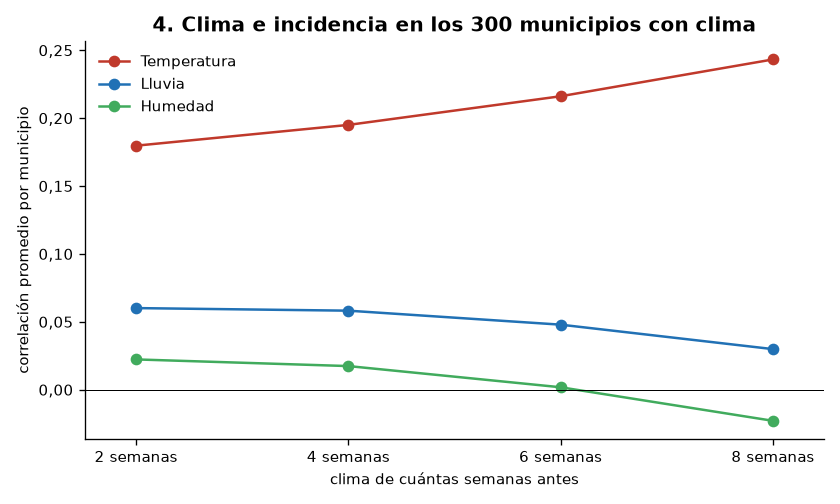 4. Clima e incidencia en los 300 municipios con clima
Temperatura
Lluvia
Humedad
correlación promedio por municipio
0,25
0,20
0,15
0,10
0,05
0,00
2 semanas
4 semanas
6 semanas
8 semanas
clima de cuántas semanas antes